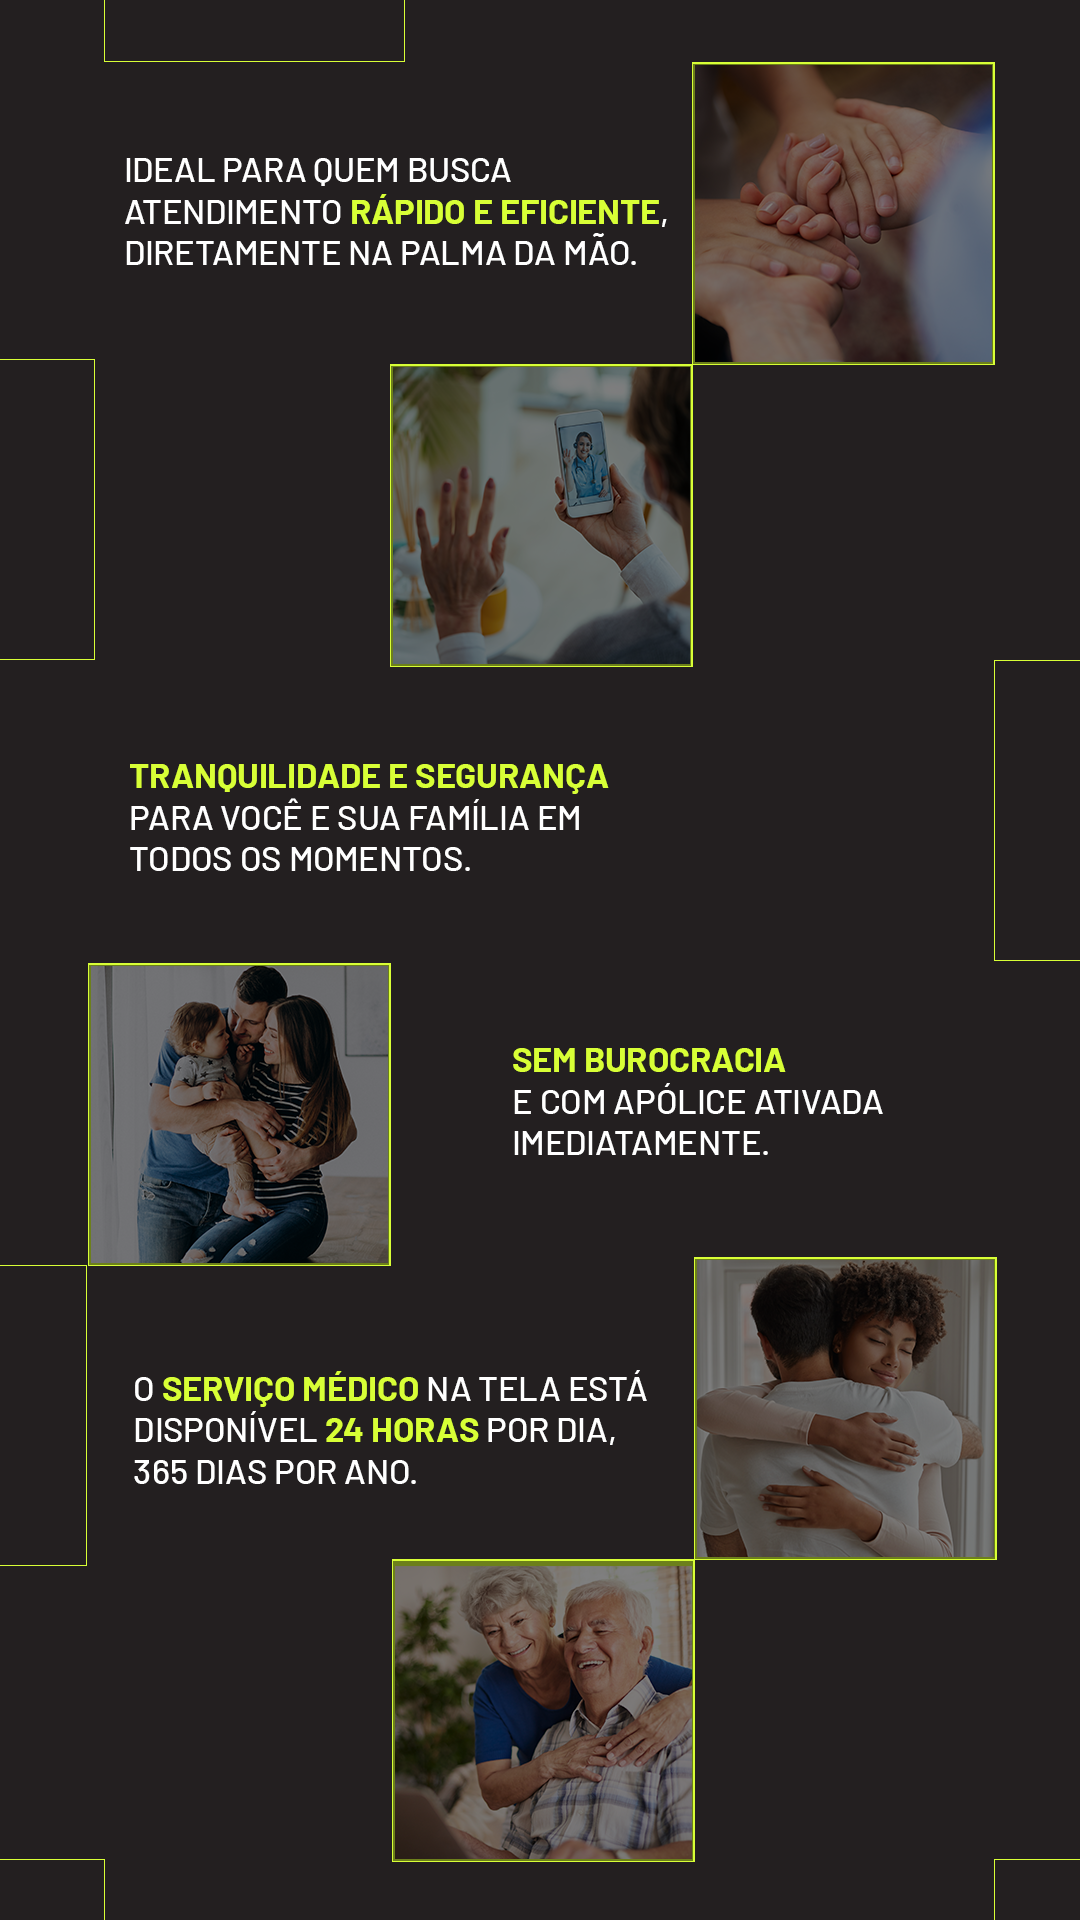 IDEAL PARA QUEM BUSCA
ATENDIMENTO RÁPIDO E EFICIENTE,
DIRETAMENTE NA PALMA DA MÃO.
TRANQUILIDADE E SEGURANÇA
PARA VOCÊ E SUA FAMÍLIA EM
TODOS OS MOMENTOS.
SEM BUROCRACIA
E COM APÓLICE ATIVADA
IMEDIATAMENTE.
O SERVIÇO MÉDICO NA TELA ESTÁ
DISPONÍVEL 24 HORAS POR DIA,
365 DIAS POR ANO.